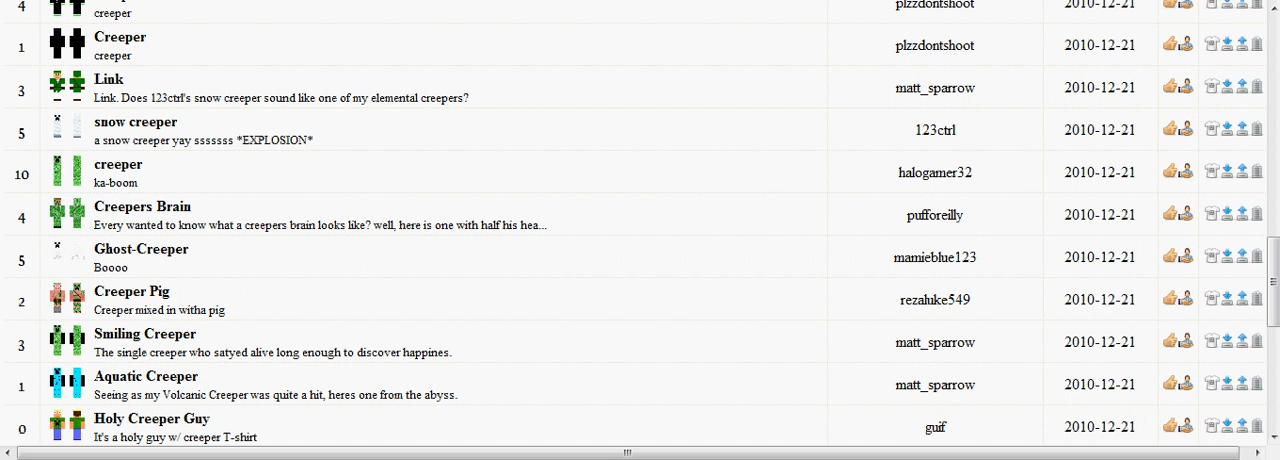 4 creeper plzzdontshoot 2010-12-21
Creeper
1 plzzdontshoot 2010-12-21
creeper
Link
3 matt_sparrow 2010-12-21
Link. Does 123ctrl's snow creeper sound like one of my elemental creepers?
snow creeper
5 123ctrl 2010-12-21
a snow creeper yay sssssss *EXPLOSION*
creeper
10 halogamer32 2010-12-21
ka-boom
Creepers Brain
4 pufforeilly 2010-12-21
Every wanted to know what a creepers brain looks like? well, here is one with half his hea...
Ghost-Creeper
5 mamieblue123 2010-12-21
Boooo
Creeper Pig
2 rezaluke549 2010-12-21
Creeper mixed in witha pig
Smiling Creeper
3 matt_sparrow 2010-12-21
The single creeper who satyed alive long enough to discover happines.
Aquatic Creeper
1 matt_sparrow 2010-12-21
Seeing as my Volcanic Creeper was quite a hit, heres one from the abyss.
Holy Creeper Guy
0 guif 2010-12-21
It's a holy guy w/ creeper T-shirt